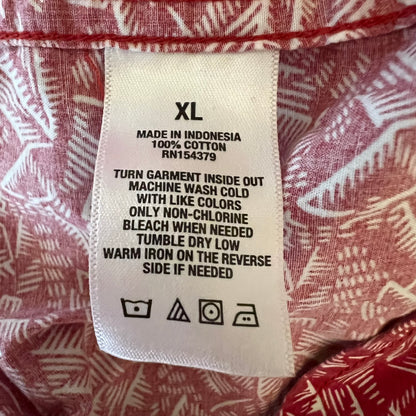 XL
MADE IN INDONESIA
100% COTTON
RN154379
TURN GARMENT INSIDE OUT
MACHINE WASH COLD
WITH LIKE COLORS
ONLY NON-CHLORINE
BLEACH WHEN NEEDED
TUMBLE DRY LOW
WARM IRON ON THE REVERSE
SIDE IF NEEDED